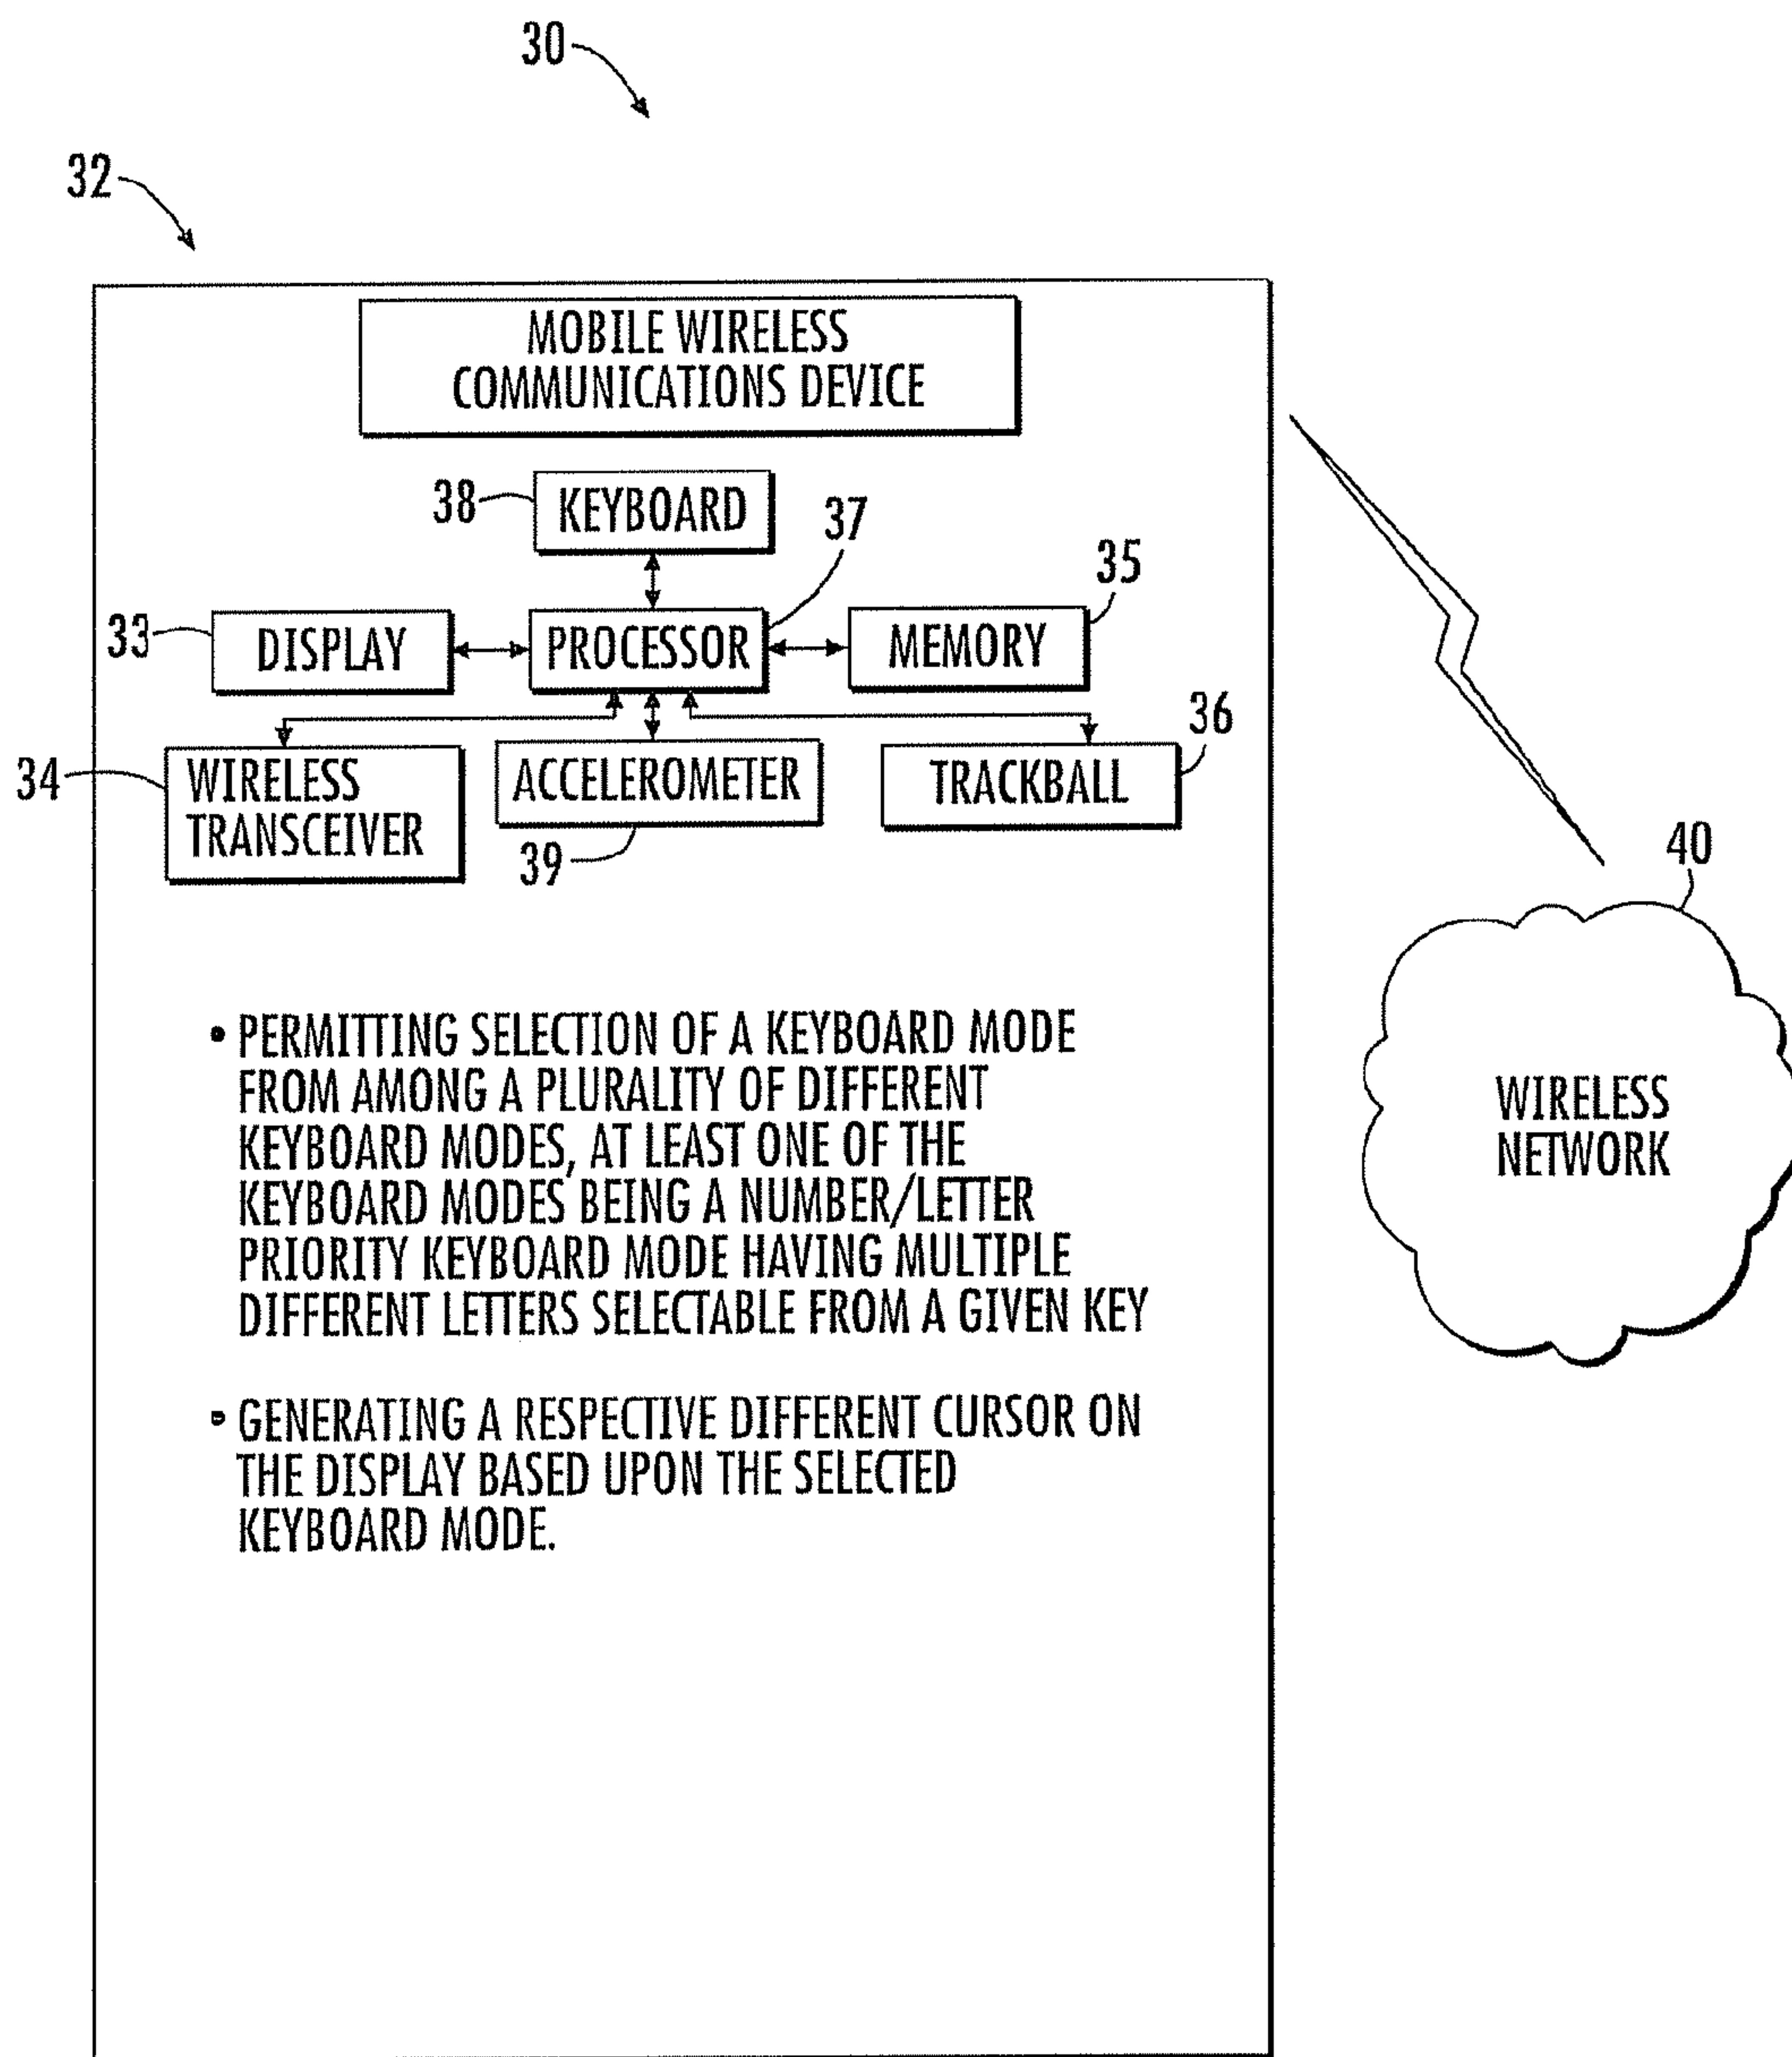 30
32
MOBILE WIRELESS
COMMUNICATIONS DEVICE
38
KEYBOARD
37
35
33
DISPLAY
PROCESSOR
MEMORY
36
34
WIRELESS
TRANSCEIVER
ACCELEROMETER
TRACKBALL
39
40
WIRELESS
NETWORK
• PERMITTING SELECTION OF A KEYBOARD MODE
FROM AMONG A PLURALITY OF DIFFERENT
KEYBOARD MODES, AT LEAST ONE OF THE
KEYBOARD MODES BEING A NUMBER/LETTER
PRIORITY KEYBOARD MODE HAVING MULTIPLE
DIFFERENT LETTERS SELECTABLE FROM A GIVEN KEY
• GENERATING A RESPECTIVE DIFFERENT CURSOR ON
THE DISPLAY BASED UPON THE SELECTED
KEYBOARD MODE.